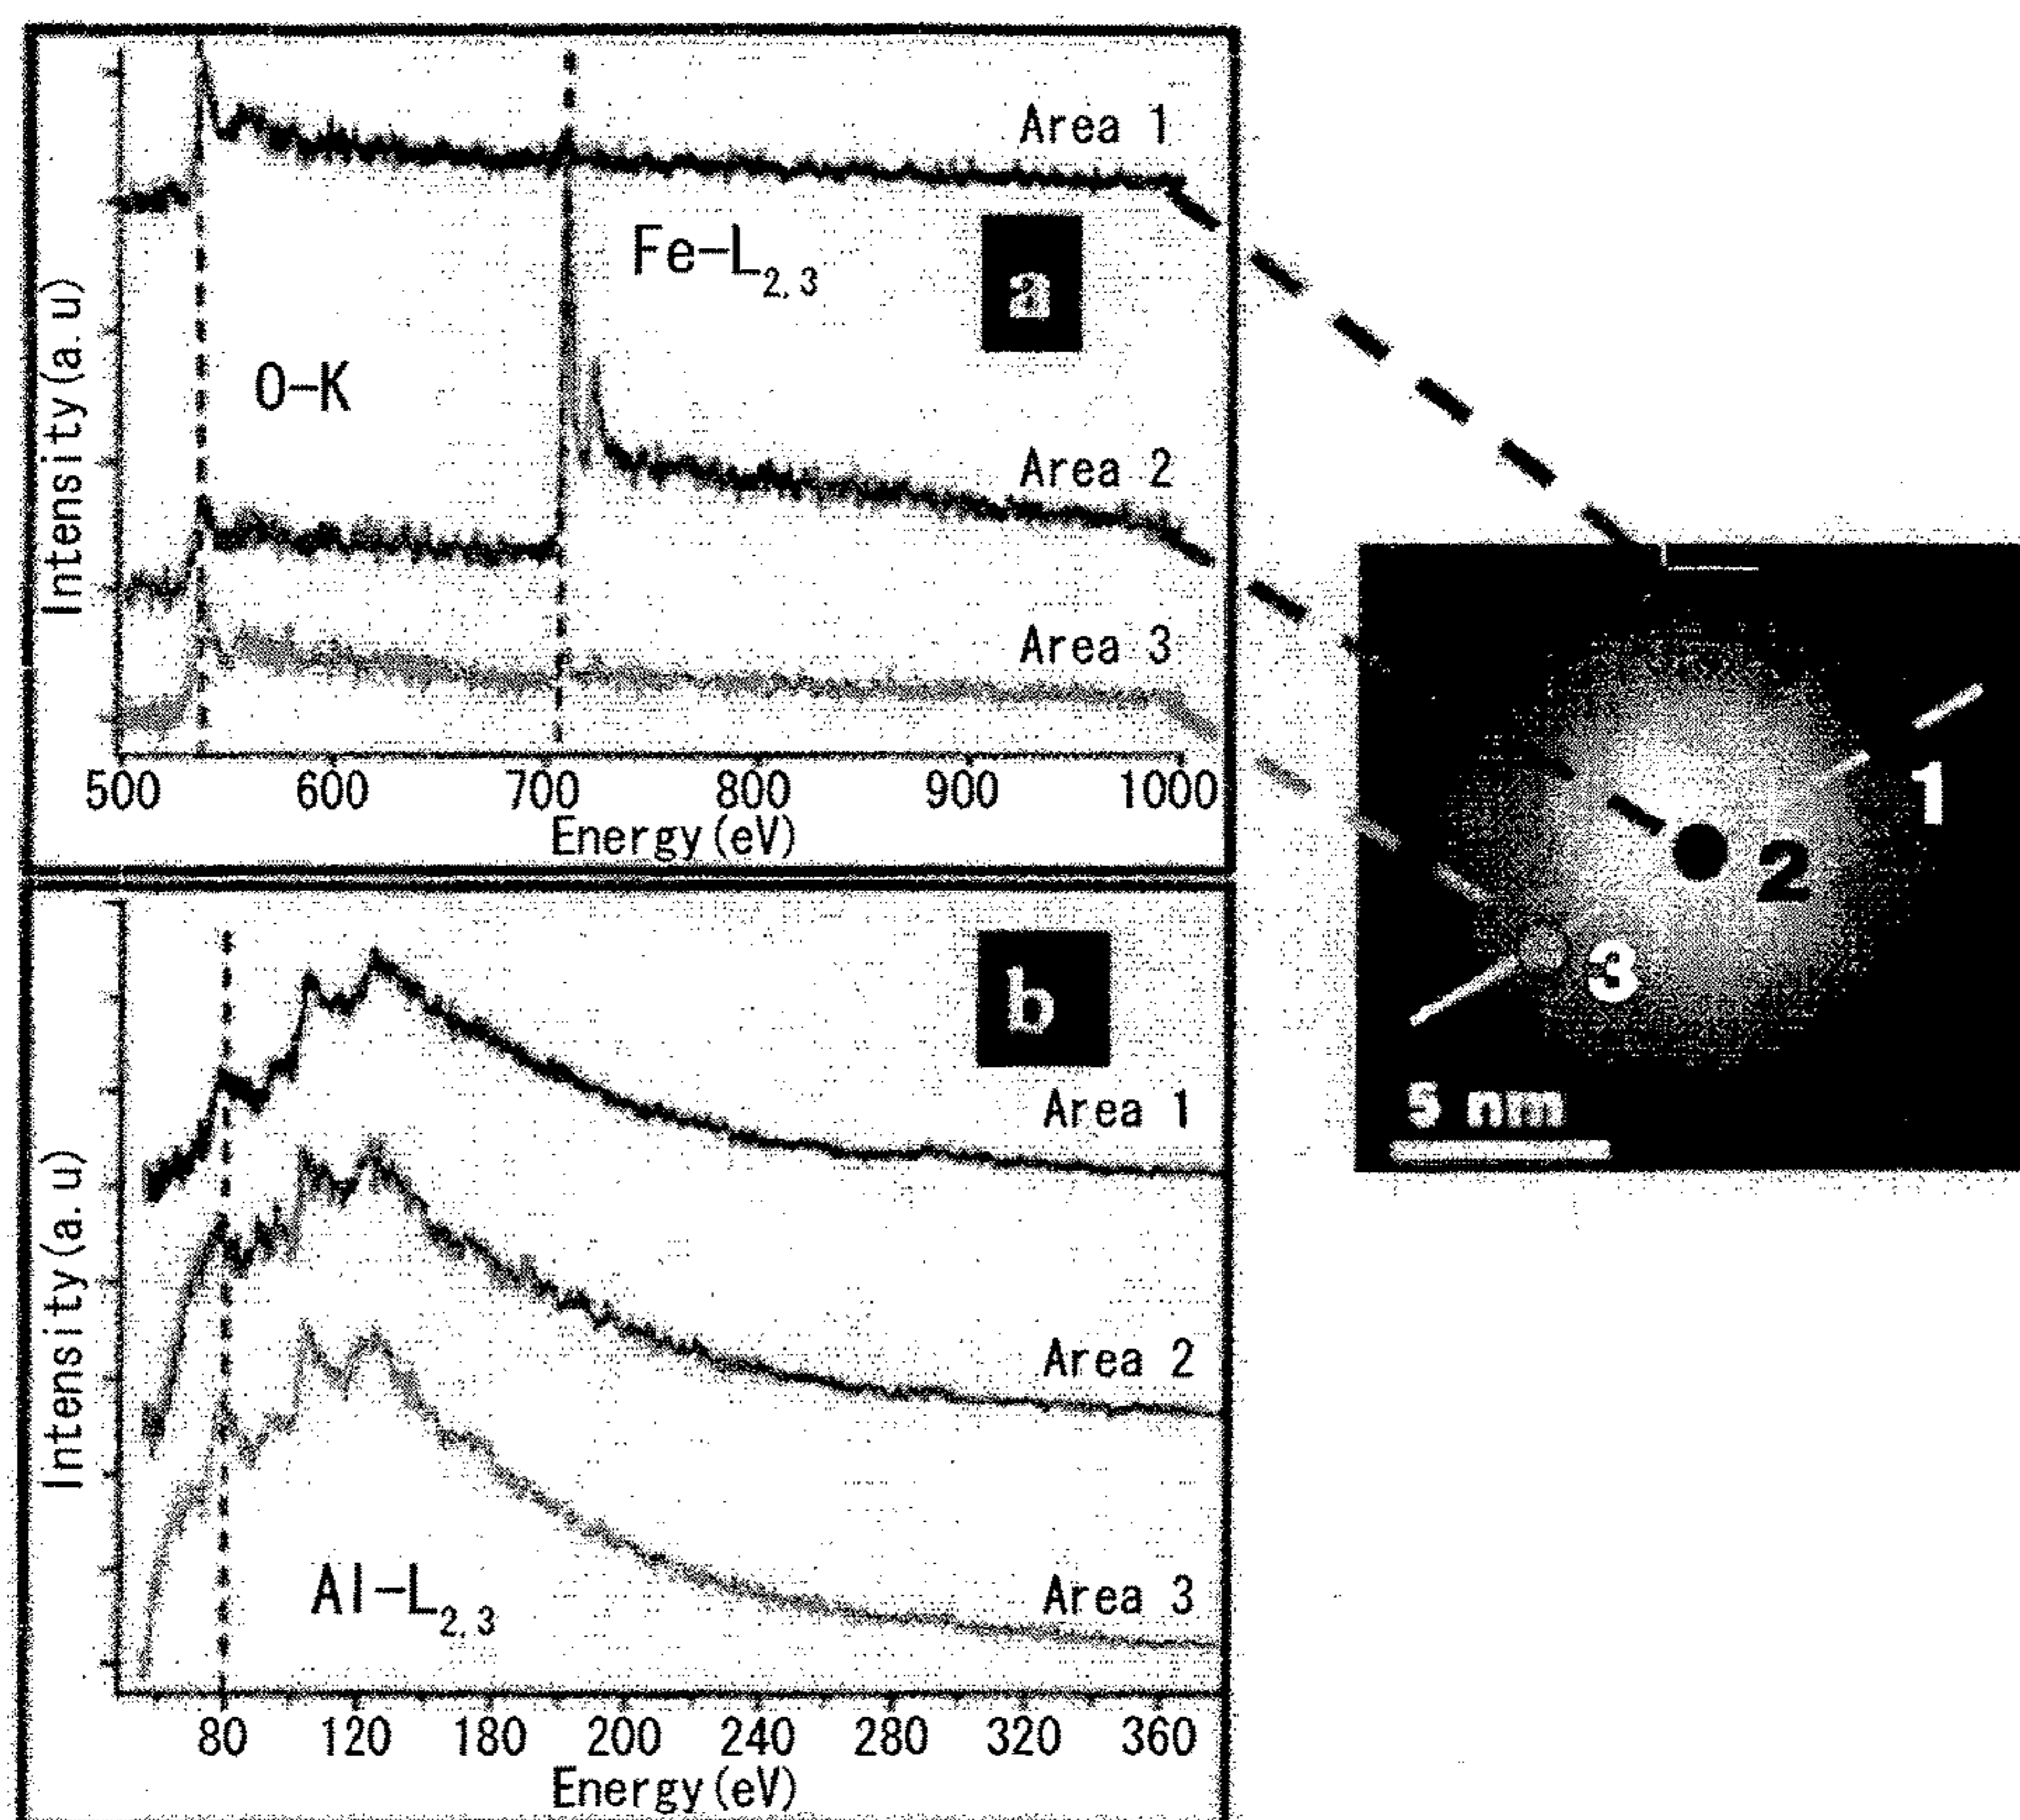 Area 1
Fe-L2,3
a
O-K
Intensity(a.u)
Area 2
Area 3
500 600 700 800 900 1000
Energy(eV)
1
2
3
5 nm
b
Area 1
Intensity(a.u)
Area 2
Area 3
Al-L2,3
80 120 180 200 240 280 320 360
Energy(eV)